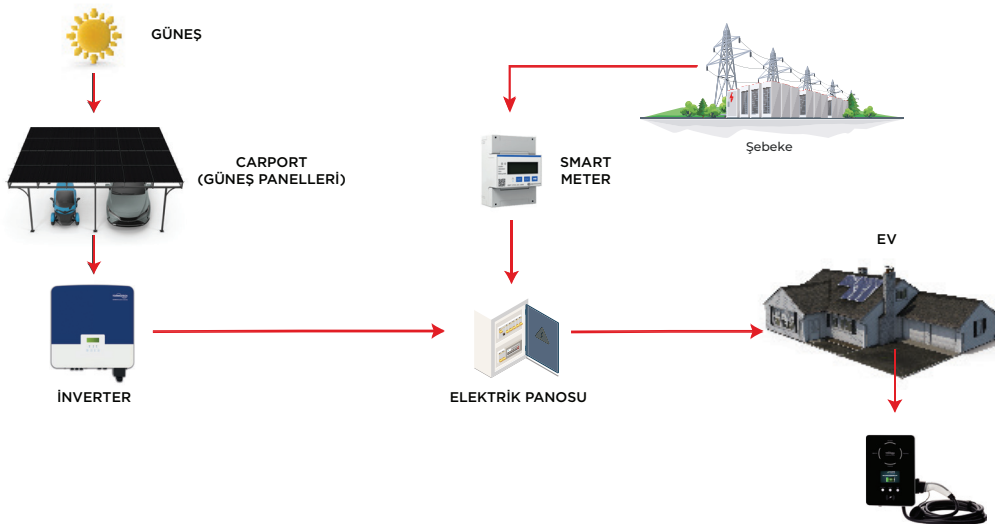 GÜNEŞ
CARPORT
(GÜNEŞ PANELLERİ)
SMART
METER
Şebeke
EV
İNVERTER
ELEKTRİK PANOSU